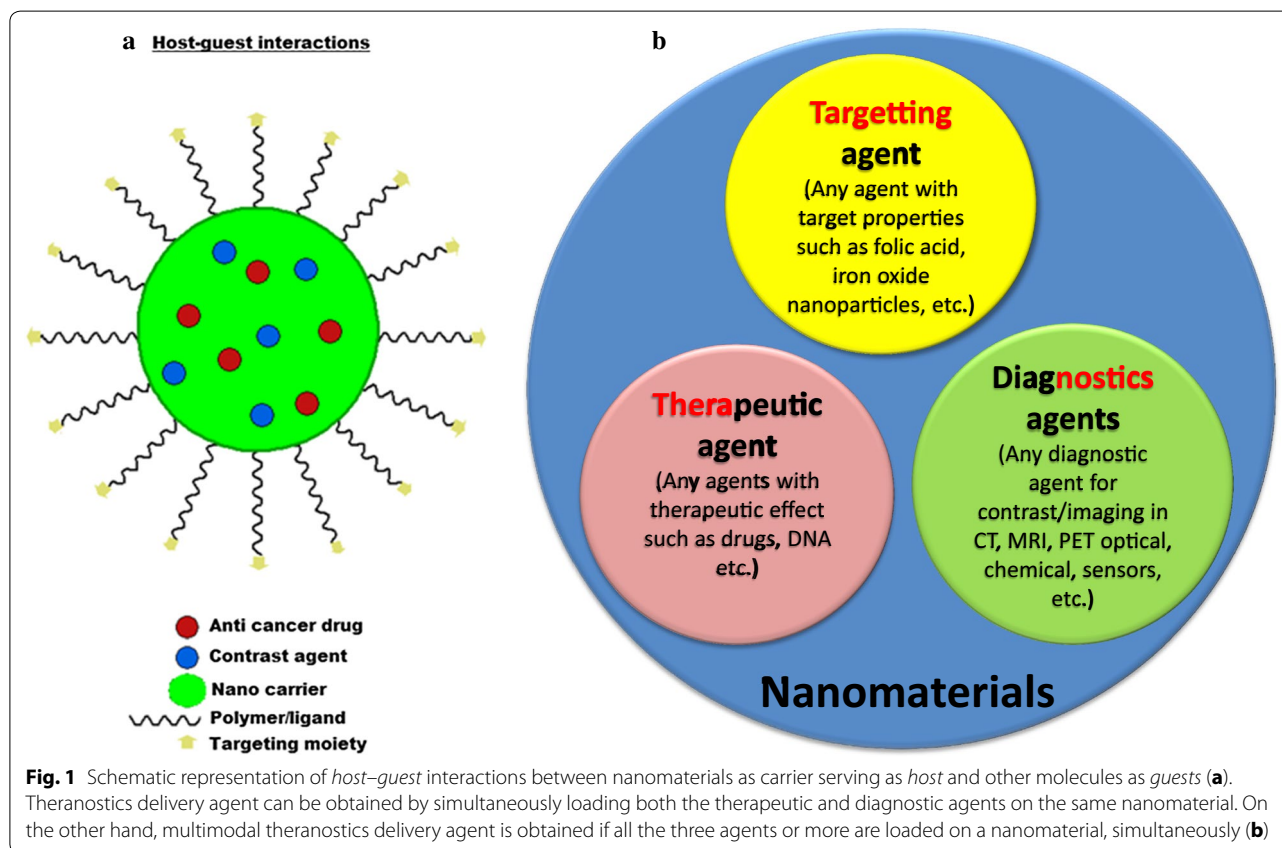 a Host-guest interactions
Anti cancer drug
Contrast agent
Nano carrier
Polymer/ligand
Targeting moiety
b
Targetting
agent
(Any agent with
target properties
such as folic acid,
iron oxide
nanoparticles, etc.)
Therapeutic
agent
(Any agents with
therapeutic effect
such as drugs, DNA
etc.)
Diagnostics
agents
(Any diagnostic
agent for
contrast/imaging in
CT, MRI, PET optical,
chemical, sensors,
etc.)
Nanomaterials
Fig. 1 Schematic representation of host–guest interactions between nanomaterials as carrier serving as host and other molecules as guests (a).
Theranostics delivery agent can be obtained by simultaneously loading both the therapeutic and diagnostic agents on the same nanomaterial. On
the other hand, multimodal theranostics delivery agent is obtained if all the three agents or more are loaded on a nanomaterial, simultaneously (b)